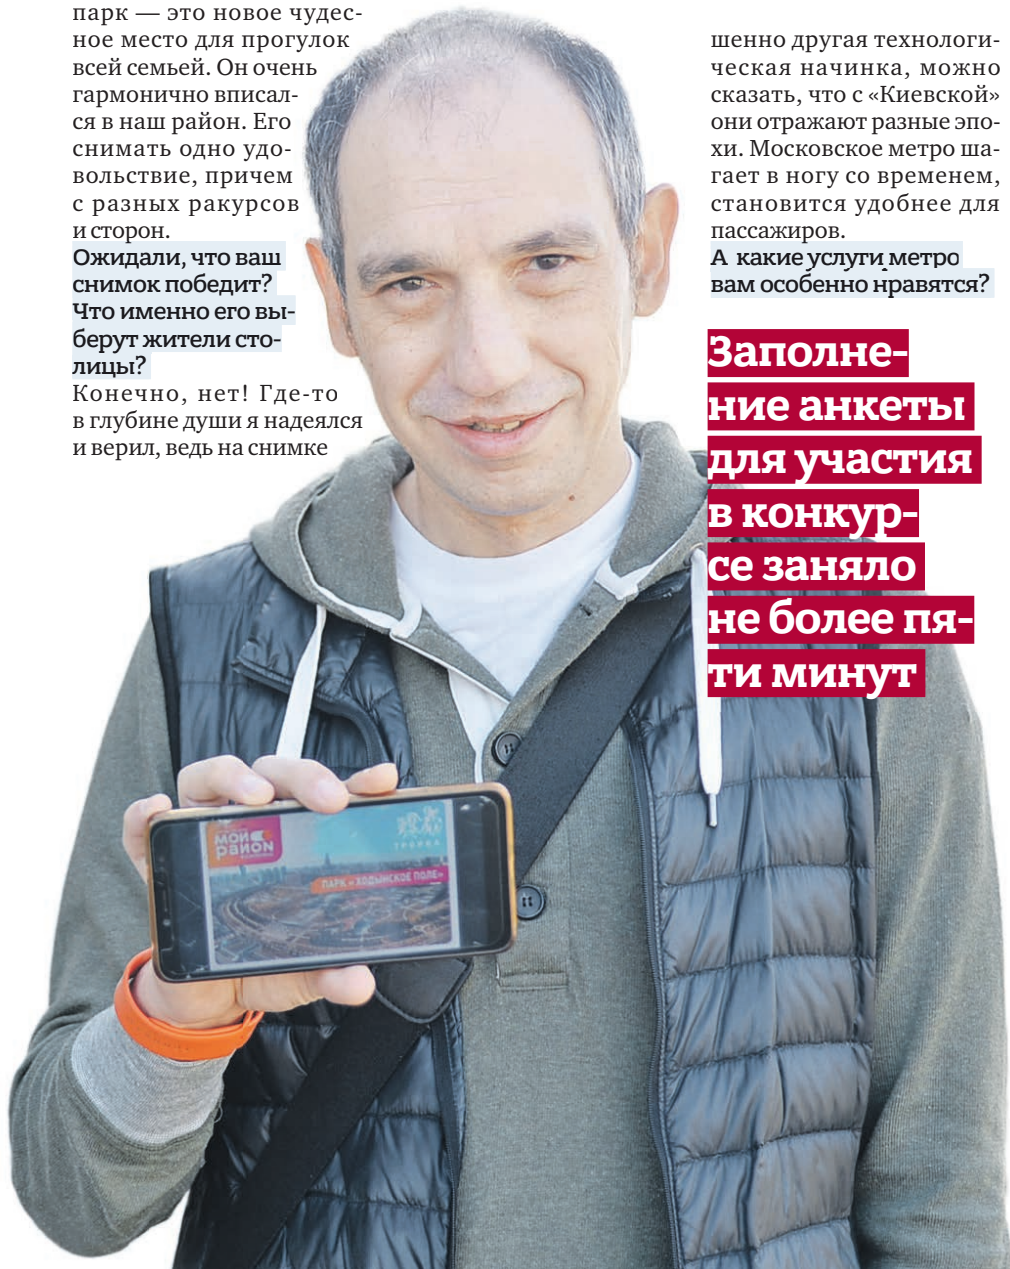 парк — это новое чудес-
ное место для прогулок
всей семьей. Он очень
гармонично вписал-
ся в наш район. Его
снимать одно удо-
вольствие, причем
с разных ракурсов
и сторон.
Ожидали, что ваш
снимок победит?
Что именно его вы-
берут жители сто-
лицы?
Конечно, нет! Где-то
в глубине души я надеялся
и верил, ведь на снимке
шенно другая технологи-
ческая начинка, можно
сказать, что с «Киевской»
они отражают разные эпо-
хи. Московское метро ша-
гает в ногу со временем,
становится удобнее для
пассажиров.
А какие услуги метро
вам особенно нравятся?
Заполне-
ние анкеты
для участия
в конкур-
се заняло
не более пя-
ти минут
МОЙ
РАЙОN
ТРОЙКА
ПАРК «ХОДЫНСКОЕ ПОЛЕ»